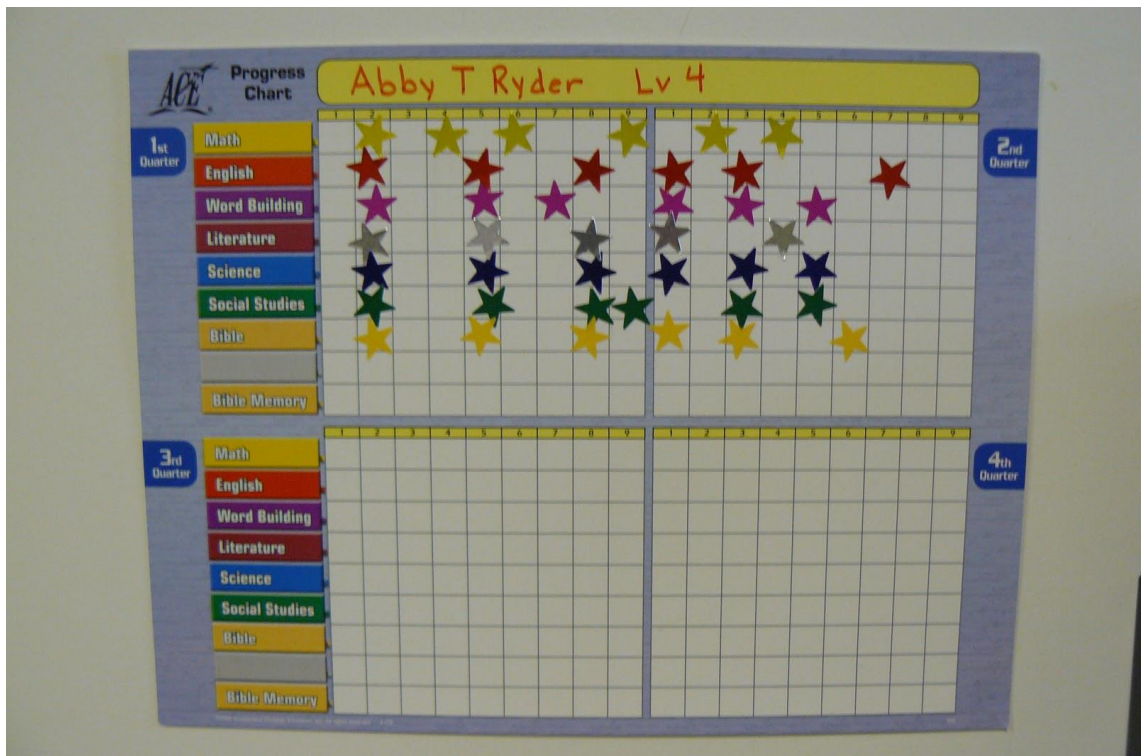 ACE
Progress
Chart
Abby T Ryder Lv 4
1 2 3 4 5 6 7 8 9 1 2 3 4 5 6 7 8 9
1st
Quarter
Math
English
Word Building
Literature
Science
Social Studies
Bible
Bible Memory
2nd
Quarter
1 2 3 4 5 6 7 8 9 1 2 3 4 5 6 7 8 9
3rd
Quarter
Math
English
Word Building
Literature
Science
Social Studies
Bible
Bible Memory
4th
Quarter